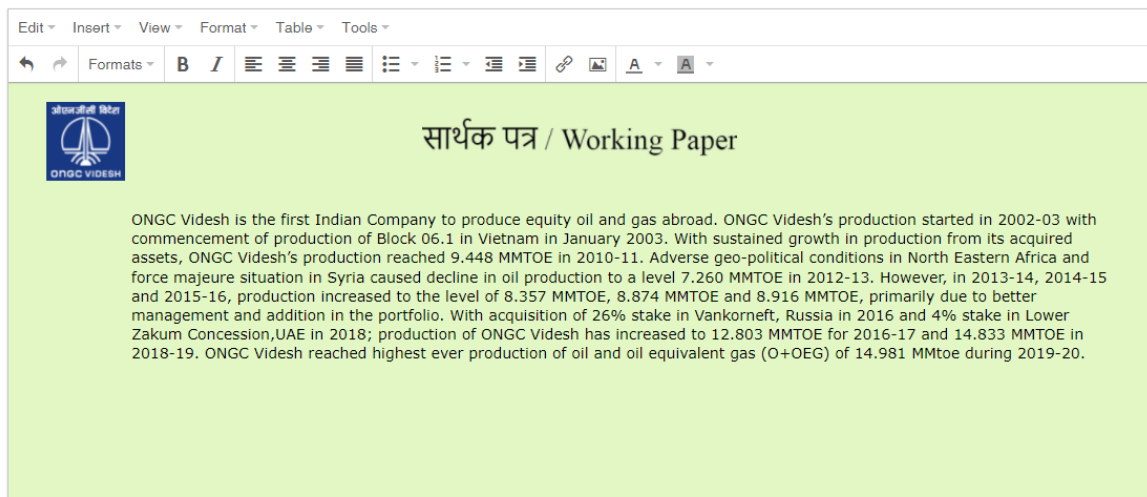 Edit Insert View Format Table Tools
Formats B I A A
ओएनजीसी विदेश
ONGC VIDESH
सार्थक पत्र / Working Paper
ONGC Videsh is the first Indian Company to produce equity oil and gas abroad. ONGC Videsh’s production started in 2002-03 with
commencement of production of Block 06.1 in Vietnam in January 2003. With sustained growth in production from its acquired
assets, ONGC Videsh’s production reached 9.448 MMTOE in 2010-11. Adverse geo-political conditions in North Eastern Africa and
force majeure situation in Syria caused decline in oil production to a level 7.260 MMTOE in 2012-13. However, in 2013-14, 2014-15
and 2015-16, production increased to the level of 8.357 MMTOE, 8.874 MMTOE and 8.916 MMTOE, primarily due to better
management and addition in the portfolio. With acquisition of 26% stake in Vankorneft, Russia in 2016 and 4% stake in Lower
Zakum Concession,UAE in 2018; production of ONGC Videsh has increased to 12.803 MMTOE for 2016-17 and 14.833 MMTOE in
2018-19. ONGC Videsh reached highest ever production of oil and oil equivalent gas (O+OEG) of 14.981 MMtoe during 2019-20.